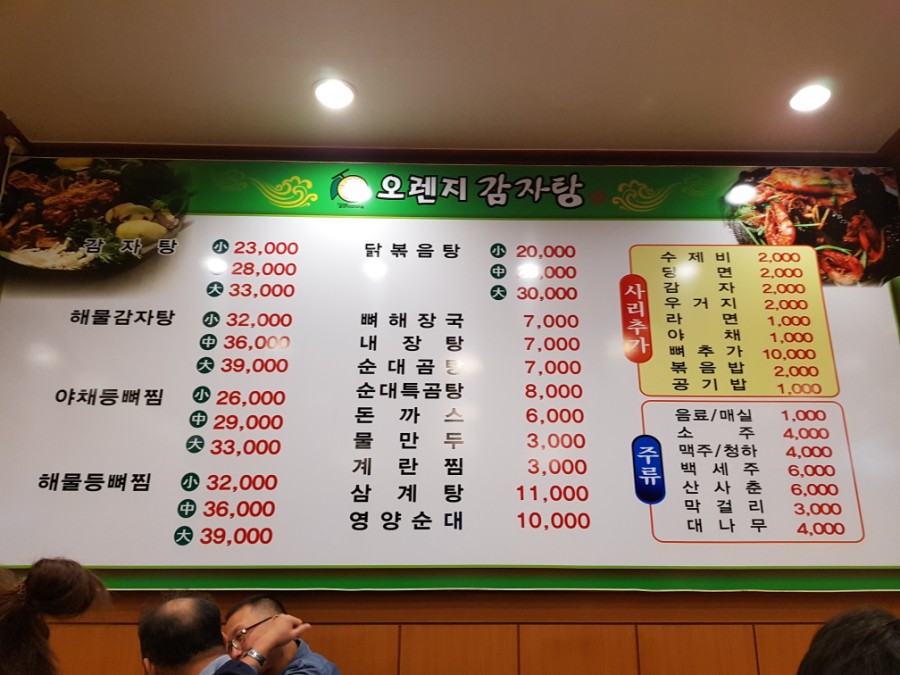 오렌지 감자탕
감자탕 小 23,000
28,000
大 33,000
해물감자탕 小 32,000
中 36,000
大 39,000
야채등뼈찜 小 26,000
中 29,000
大 33,000
해물등뼈찜 小 32,000
中 36,000
大 39,000
닭볶음탕 小 20,000
中
大 30,000
뼈해장국 7,000
내장탕 7,000
순대곰탕 7,000
순대특곰탕 8,000
돈까스 6,000
물만두 3,000
계란찜 3,000
삼계탕 11,000
영양순대 10,000
사리추가
수제비 2,000
당면 2,000
감자 2,000
우거지 2,000
라면 1,000
야채 1,000
뼈추가 10,000
볶음밥 2,000
공기밥 1,000
주류
음료/매실 1,000
소주 4,000
맥주/청하 4,000
백세주 6,000
산사춘 6,000
막걸리 3,000
대나무 4,000